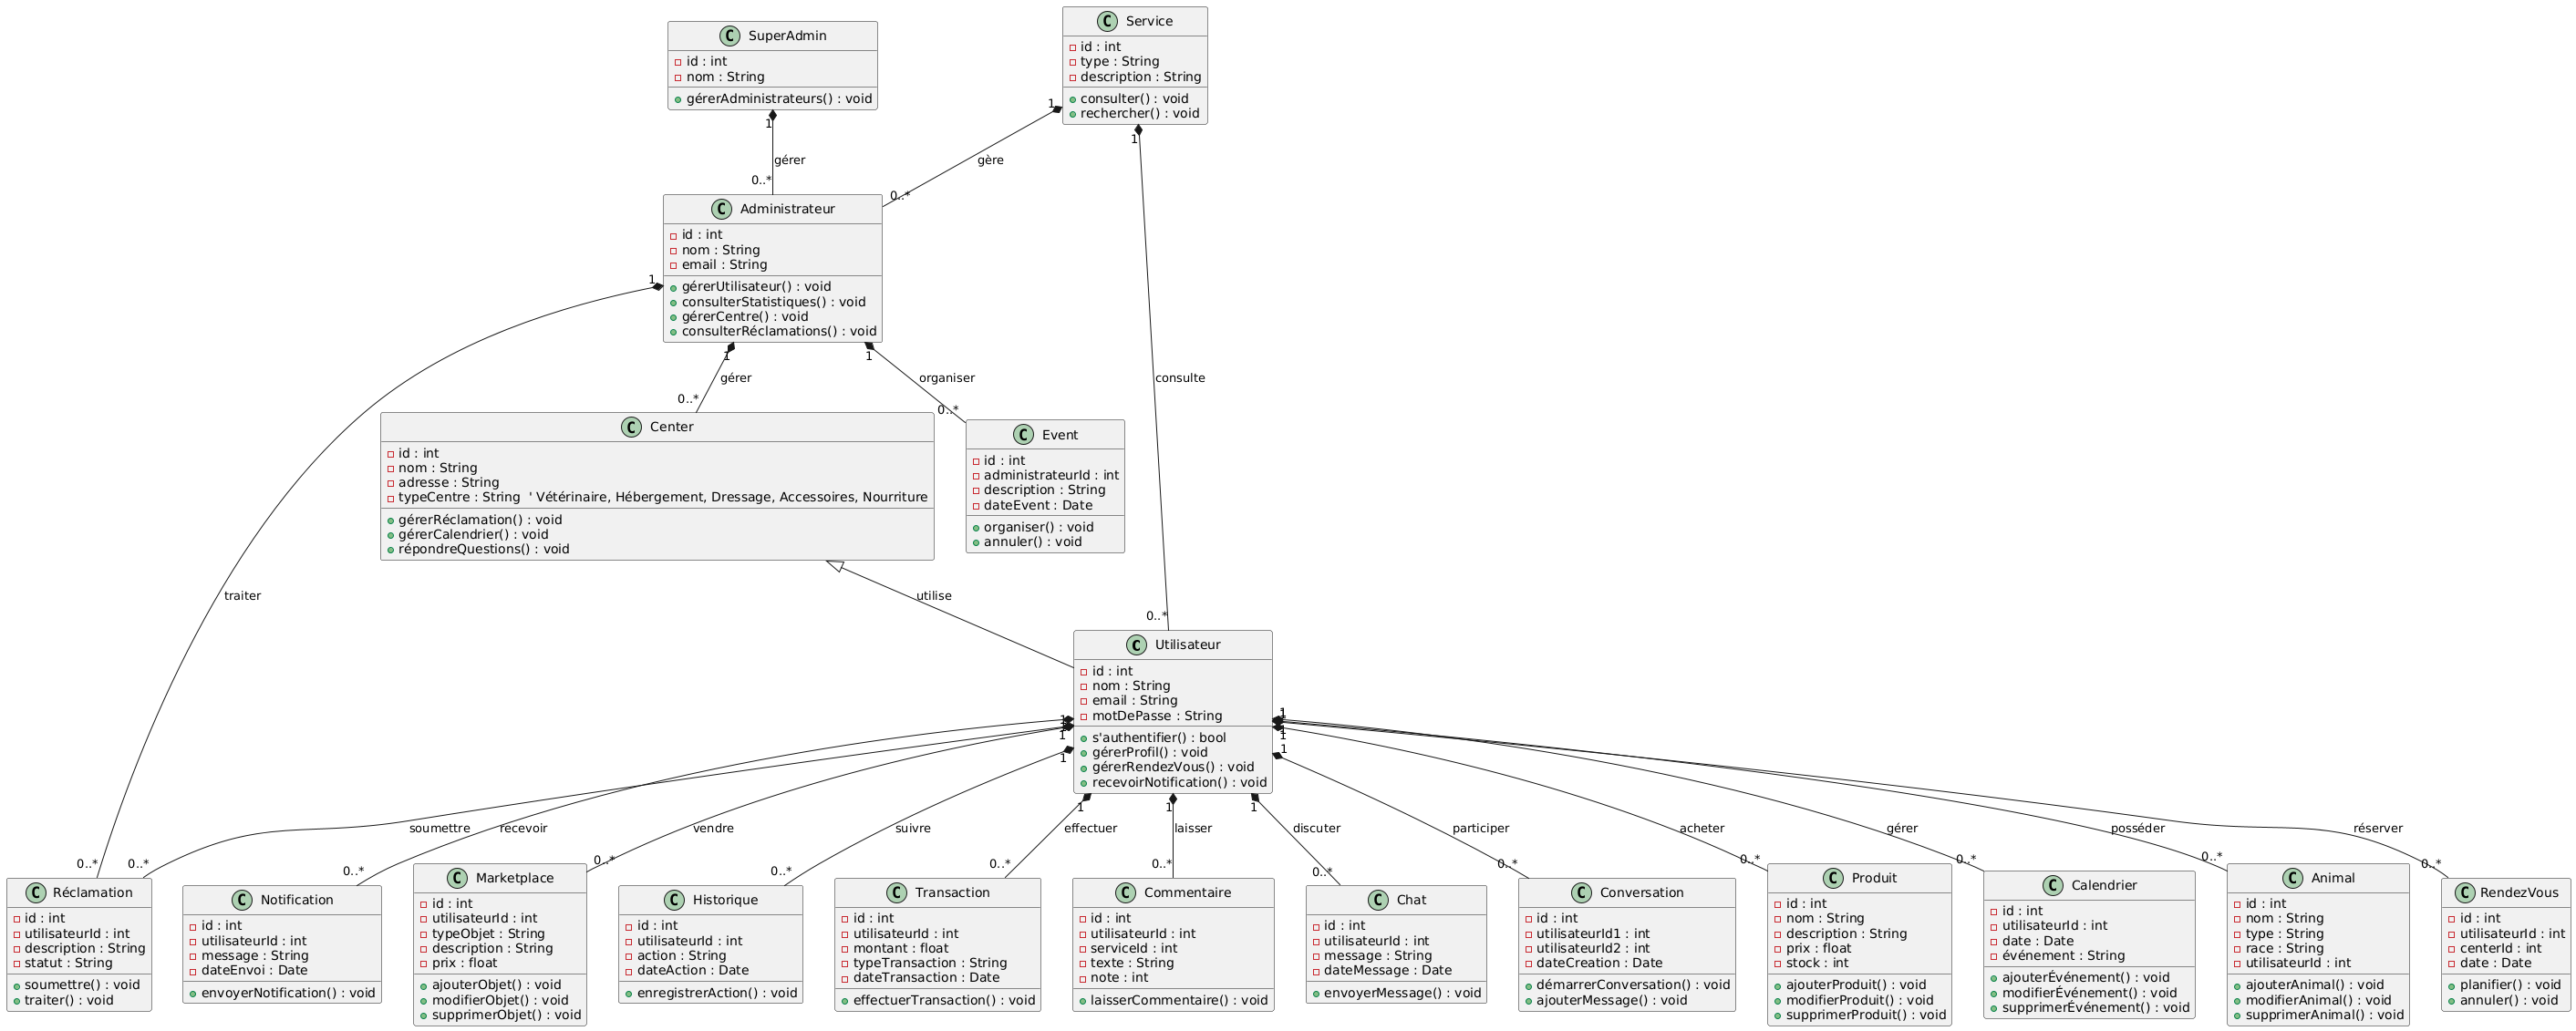 SuperAdmin
id : int
nom : String
gérerAdministrateurs() : void
Service
id : int
type : String
description : String
consulter() : void
rechercher() : void
1
gérer
0..*
1
gère
0..*
1
consulte
0..*
Administrateur
id : int
nom : String
email : String
gérerUtilisateur() : void
consulterStatistiques() : void
gérerCentre() : void
consulterRéclamations() : void
1
traiter
0..*
1
gérer
0..*
1
organiser
0..*
Center
id : int
nom : String
adresse : String
typeCentre : String ' Vétérinaire, Hébergement, Dressage, Accessoires, Nourriture
gérerRéclamation() : void
gérerCalendrier() : void
répondreQuestions() : void
Event
id : int
administrateurId : int
description : String
dateEvent : Date
organiser() : void
annuler() : void
utilise
Utilisateur
id : int
nom : String
email : String
motDePasse : String
s'authentifier() : bool
gérerProfil() : void
gérerRendezVous() : void
recevoirNotification() : void
1
soumettre
0..*
1
recevoir
0..*
1
vendre
0..*
1
suivre
0..*
1
effectuer
0..*
1
laisser
0..*
1
discuter
0..*
1
participer
0..*
1
acheter
0..*
1
gérer
0..*
1
posséder
0..*
1
réserver
0..*
Réclamation
id : int
utilisateurId : int
description : String
statut : String
soumettre() : void
traiter() : void
Notification
id : int
utilisateurId : int
message : String
dateEnvoi : Date
envoyerNotification() : void
Marketplace
id : int
utilisateurId : int
typeObjet : String
description : String
prix : float
ajouterObjet() : void
modifierObjet() : void
supprimerObjet() : void
Historique
id : int
utilisateurId : int
action : String
dateAction : Date
enregistrerAction() : void
Transaction
id : int
utilisateurId : int
montant : float
typeTransaction : String
dateTransaction : Date
effectuerTransaction() : void
Commentaire
id : int
utilisateurId : int
serviceId : int
texte : String
note : int
laisserCommentaire() : void
Chat
id : int
utilisateurId : int
message : String
dateMessage : Date
envoyerMessage() : void
Conversation
id : int
utilisateurId1 : int
utilisateurId2 : int
dateCreation : Date
démarrerConversation() : void
ajouterMessage() : void
Produit
id : int
nom : String
description : String
prix : float
stock : int
ajouterProduit() : void
modifierProduit() : void
supprimerProduit() : void
Calendrier
id : int
utilisateurId : int
date : Date
événement : String
ajouterÉvénement() : void
modifierÉvénement() : void
supprimerÉvénement() : void
Animal
id : int
nom : String
type : String
race : String
utilisateurId : int
ajouterAnimal() : void
modifierAnimal() : void
supprimerAnimal() : void
RendezVous
id : int
utilisateurId : int
centerId : int
date : Date
planifier() : void
annuler() : void